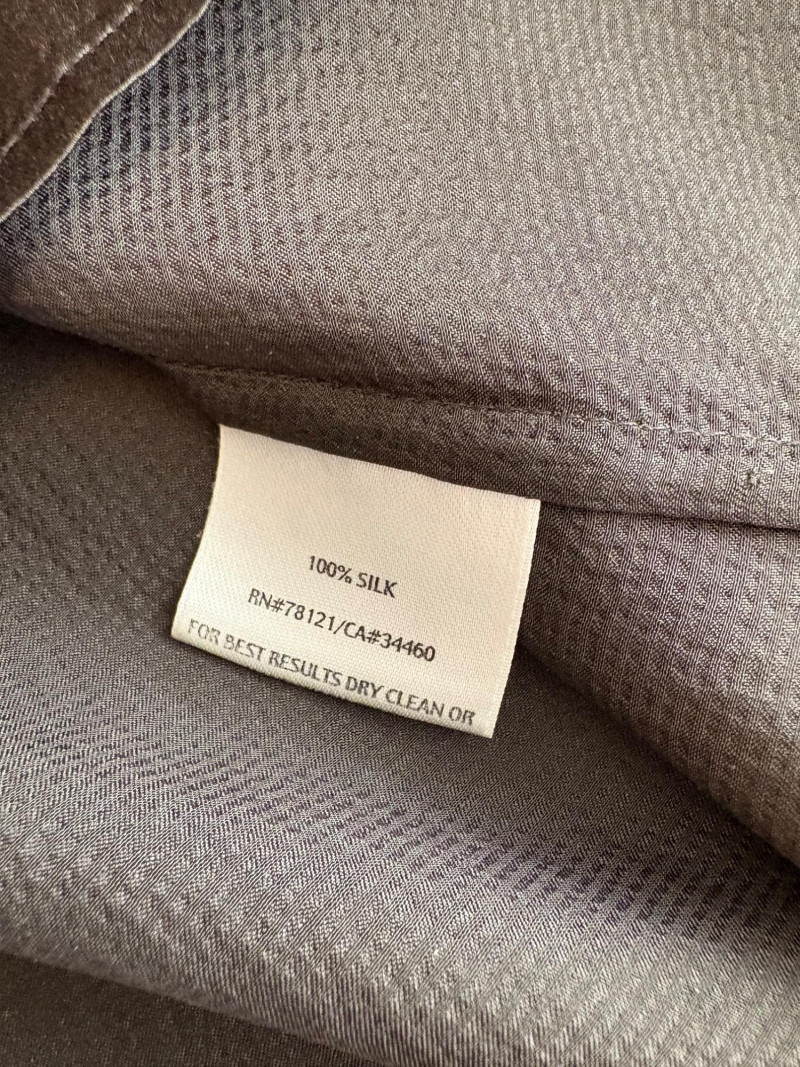 100% SILK
RN#78121/CA#34460
FOR BEST RESULTS DRY CLEAN OR